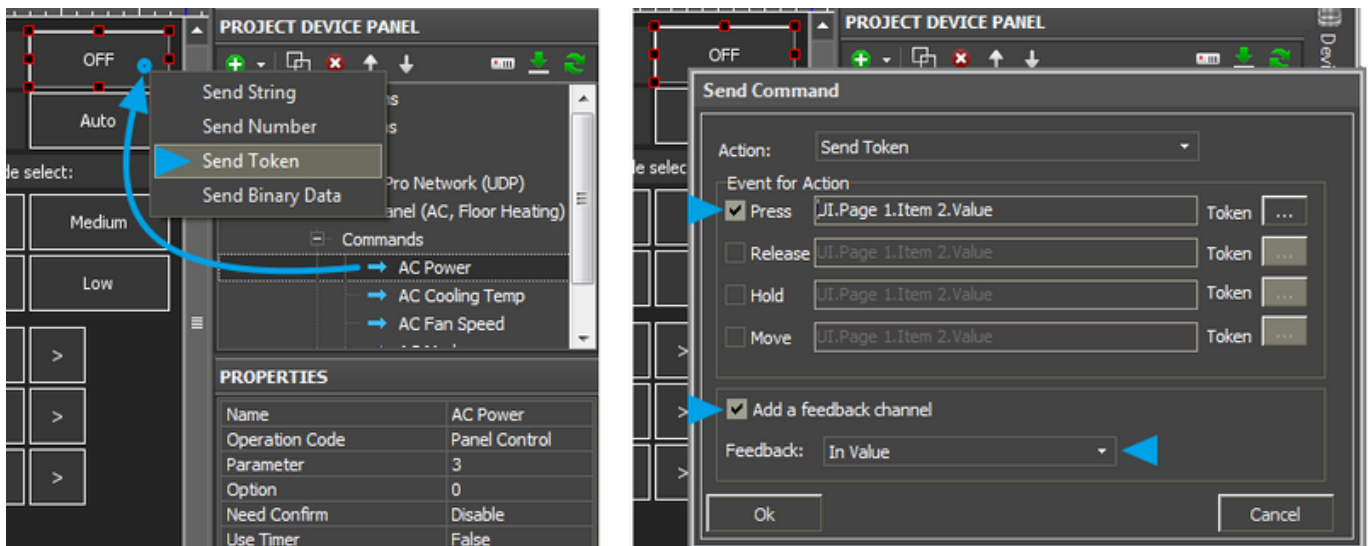 PROJECT DEVICE PANEL
OFF
Send String
Send Number
Send Token
Send Binary Data
Auto
de select:
Pro Network (UDP)
anel (AC, Floor Heating)
Medium
Commands
AC Power
Low
AC Cooling Temp
AC Fan Speed
>
>
>
PROPERTIES
Name AC Power
Operation Code Panel Control
Parameter 3
Option 0
Need Confirm Disable
Use Timer False
PROJECT DEVICE PANEL
OFF
Devi
Send Command
Action: Send Token
Event for Action
Press UI.Page 1.Item 2.Value Token ...
le selec
Release UI.Page 1.Item 2.Value Token ...
Hold UI.Page 1.Item 2.Value Token ...
Move UI.Page 1.Item 2.Value Token ...
>
Add a feedback channel
>
Feedback: In Value
>
Ok Cancel